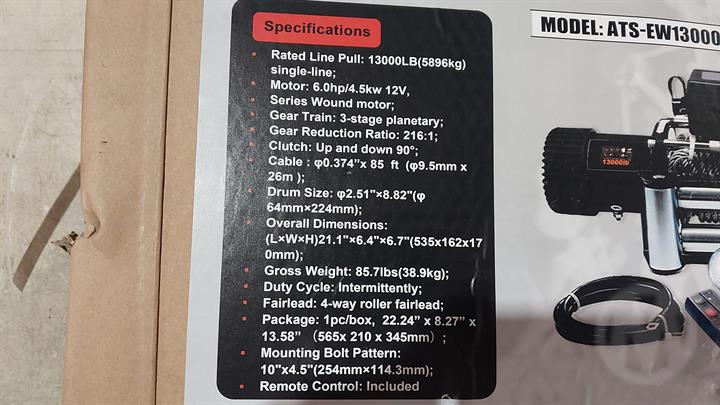 Specifications
Rated Line Pull: 13000LB(5896kg)
single-line;
Motor: 6.0hp/4.5kw 12V,
Series Wound motor;
Gear Train: 3-stage planetary;
Gear Reduction Ratio: 216:1;
Clutch: Up and down 90°;
Cable : φ0.374”x 85 ft (φ9.5mm x
26m );
Drum Size: φ2.51"×8.82"(φ
64mm×224mm);
Overall Dimensions:
(L×W×H)21.1"×6.4"×6.7"(535x162x17
0mm);
Gross Weight: 85.7lbs(38.9kg);
Duty Cycle: Intermittently;
Fairlead: 4-way roller fairlead;
Package: 1pc/box, 22.24” x 8.27” x
13.58” （565x 210 x 345mm）;
Mounting Bolt Pattern:
10"x4.5"(254mm×114.3mm);
Remote Control: Included
MODEL: ATS-EW13000
13000lb